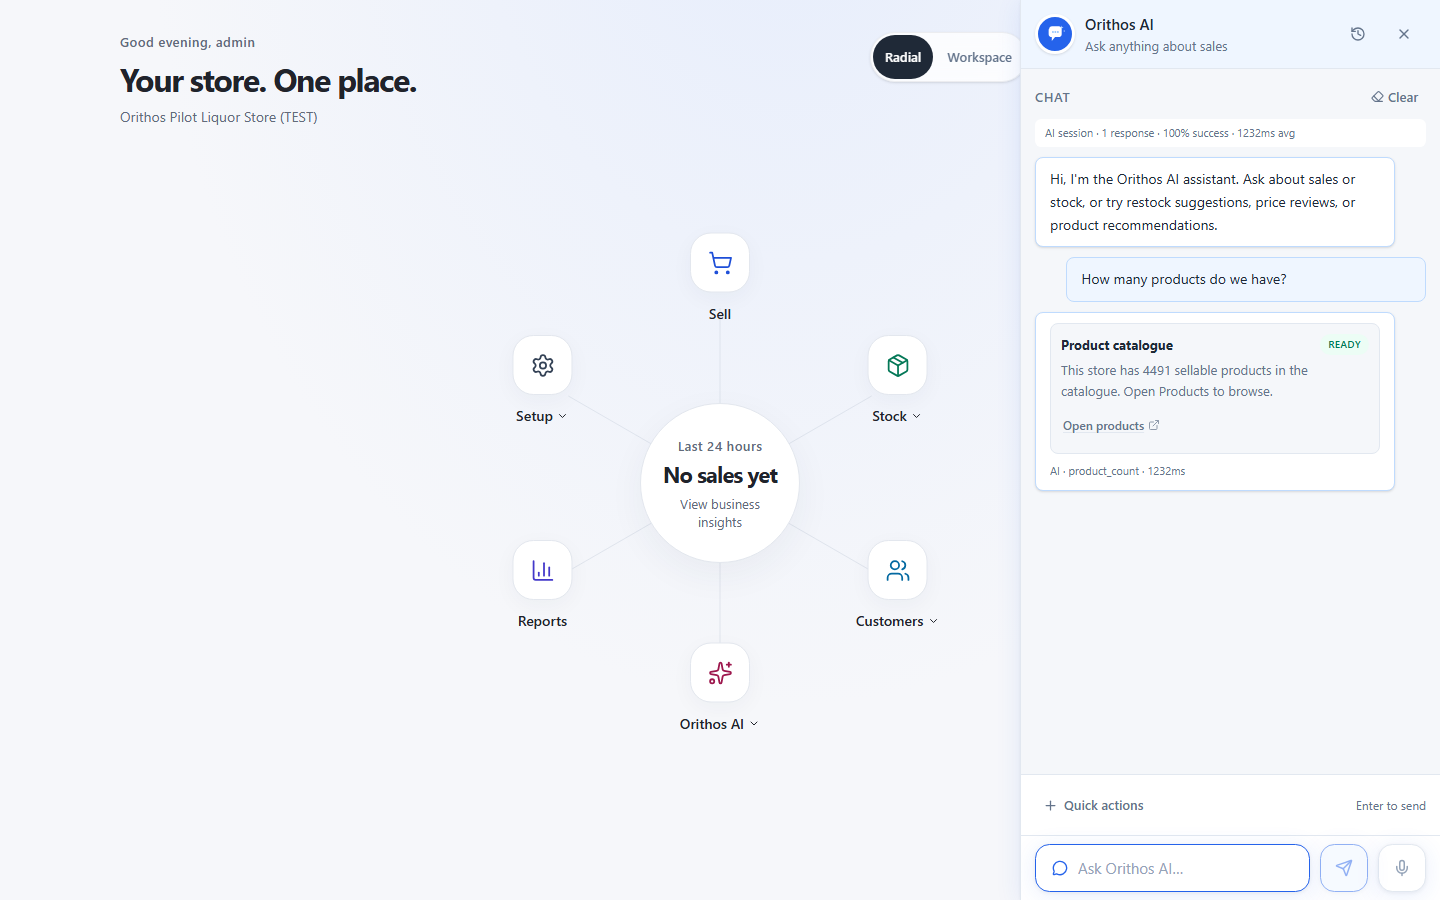 Good evening, admin
Your store. One place.
Orithos Pilot Liquor Store (TEST)
Radial
Workspace
Sell
Setup
Stock
Last 24 hours
No sales yet
View business
insights
Reports
Customers
Orithos AI
Orithos AI
Ask anything about sales
CHAT
Clear
AI session · 1 response · 100% success · 1232ms avg
Hi, I'm the Orithos AI assistant. Ask about sales or
stock, or try restock suggestions, price reviews, or
product recommendations.
How many products do we have?
Product catalogue
READY
This store has 4491 sellable products in the
catalogue. Open Products to browse.
Open products
AI · product_count · 1232ms
Quick actions
Enter to send
Ask Orithos AI...